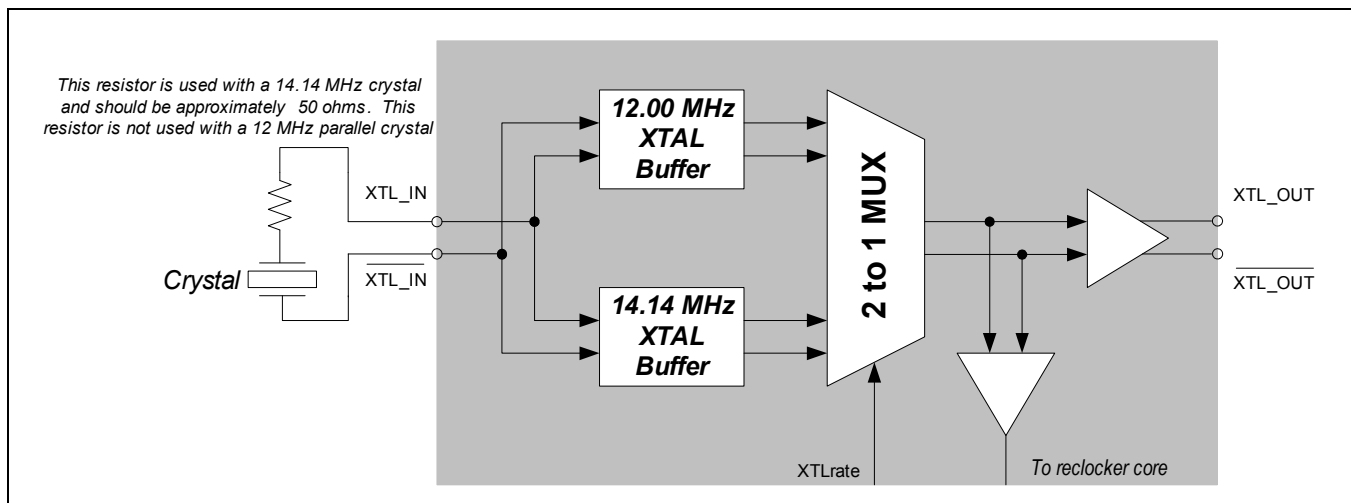 This resistor is used with a 14.14 MHz crystal
and should be approximately 50 ohms. This
resistor is not used with a 12 MHz parallel crystal
XTL_IN
XTL_IN
Crystal
12.00 MHz
XTAL
Buffer
14.14 MHz
XTAL
Buffer
2 to 1 MUX
XTLrate
To reclocker core
XTL_OUT
XTL_OUT